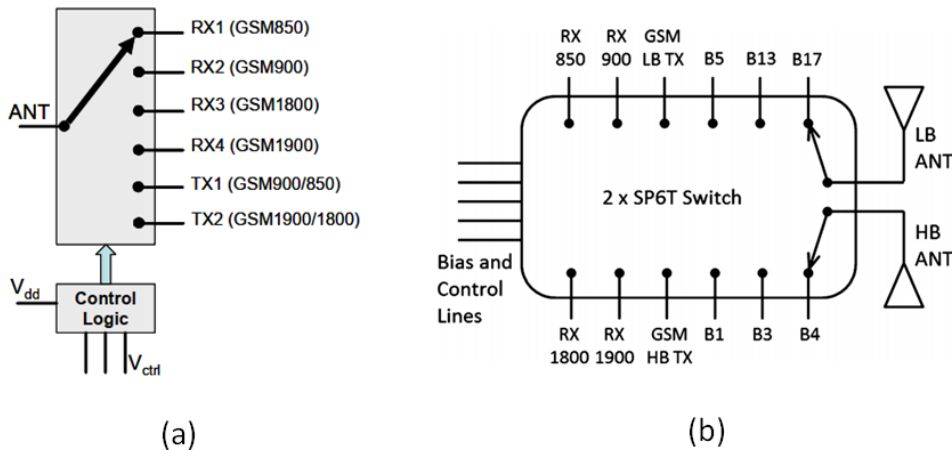 RX1 (GSM850)
RX2 (GSM900)
RX3 (GSM1800)
RX4 (GSM1900)
TX1 (GSM900/850)
TX2 (GSM1900/1800)
ANT
Vdd
Control
Logic
Vctrl
(a)
RX
850
RX
900
GSM
LB TX
B5
B13
B17
LB
ANT
2 x SP6T Switch
HB
ANT
Bias and
Control
Lines
RX
1800
RX
1900
GSM
HB TX
B1
B3
B4
(b)